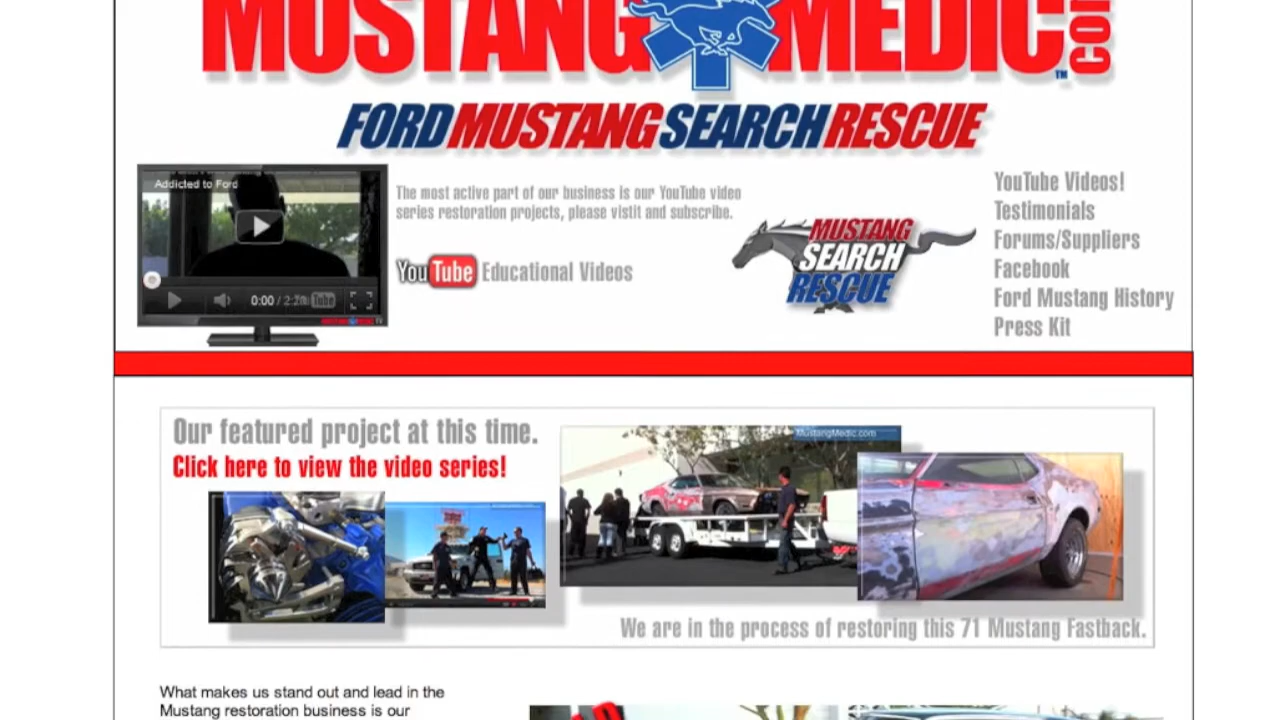 MUSTANG MEDIC.COM
TM
FORD MUSTANG SEARCH RESCUE
Addicted to Ford
The most active part of our business is our YouTube video
series restoration projects, please vistit and subscribe.
YouTube Educational Videos
0:00 /
MUSTANG
SEARCH
RESCUE
YouTube Videos!
Testimonials
Forums/Suppliers
Facebook
Ford Mustang History
Press Kit
Our featured project at this time.
Click here to view the video series!
MustangMedic.com
We are in the process of restoring this 71 Mustang Fastback.
What makes us stand out and lead in the
Mustang restoration business is our